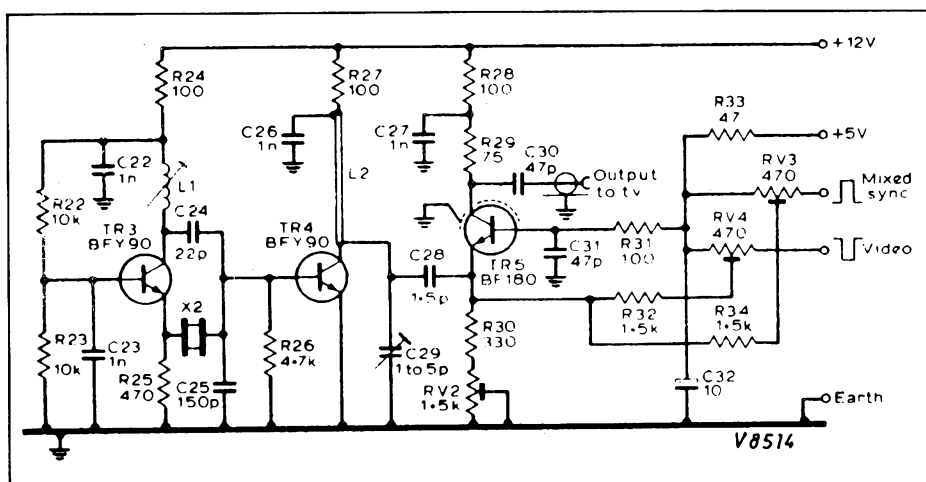 +12V
R24
100
R27
100
R28
100
R33
47
+5V
C26
1n
C27
1n
R29
75
C30
47p
RV3
470
Mixed
sync
C22
1n
L1
L2
Output
to tv
R22
10k
C24
22p
RV4
470
TR3
BFY90
TR4
BFY90
Video
C28
1·5p
TR5
BF180
C31
47p
R31
100
X2
R32
1·5k
R34
1·5k
R23
10k
C23
1n
R26
4·7k
R30
330
C29
1 to 5p
R25
470
C25
150p
RV2
1·5k
C32
10
Earth
V8514